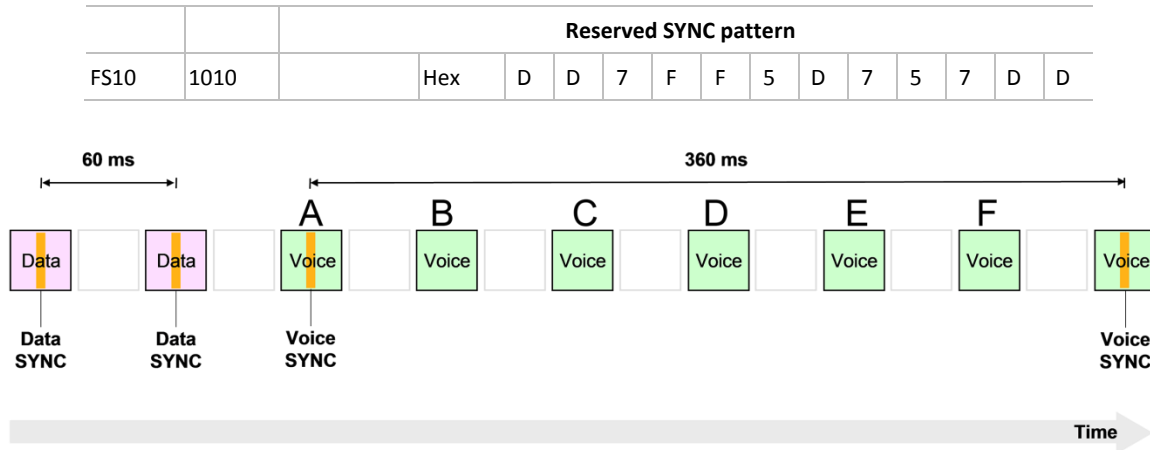 Reserved SYNC pattern
FS10 1010 Hex D D 7 F F 5 D 7 5 7 D D
60 ms 360 ms
A B C D E F
Data Data Voice Voice Voice Voice Voice Voice Voice
Data Data Voice Voice
SYNC SYNC SYNC SYNC
Time